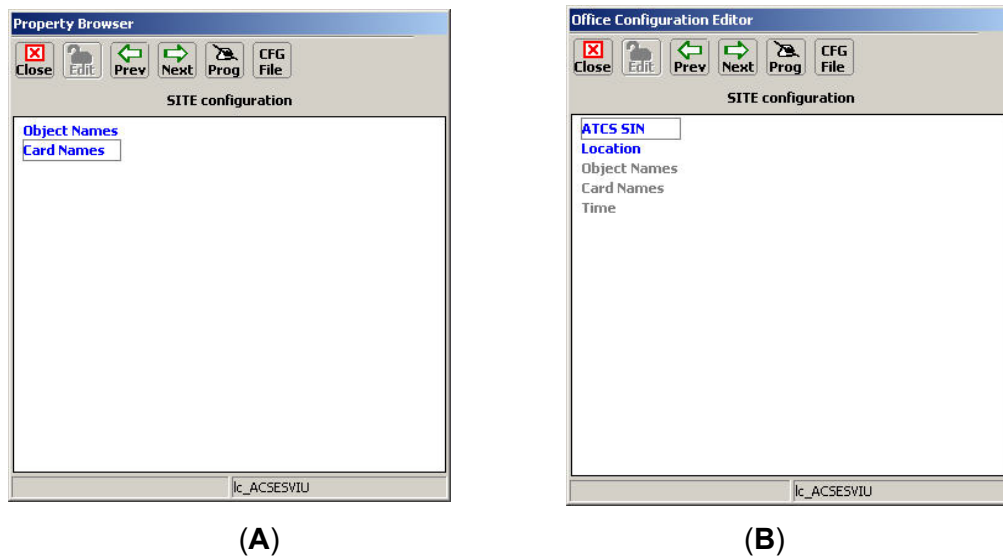 Property Browser
Close Edit Prev Next Prog CFG File
SITE configuration
Object Names
Card Names
lc_ACSESVIU
(A)
Office Configuration Editor
Close Edit Prev Next Prog CFG File
SITE configuration
ATCS SIN
Location
Object Names
Card Names
Time
lc_ACSESVIU
(B)